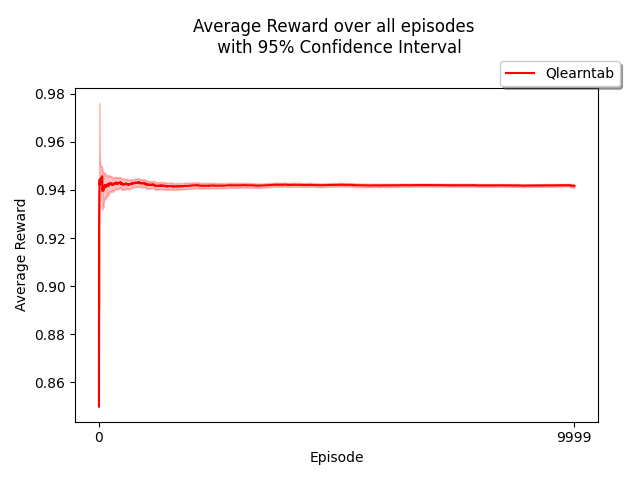 Average Reward over all episodes
with 95% Confidence Interval
Qlearntab
0.98
0.96
0.94
0.92
0.90
0.88
0.86
Average Reward
0
9999
Episode